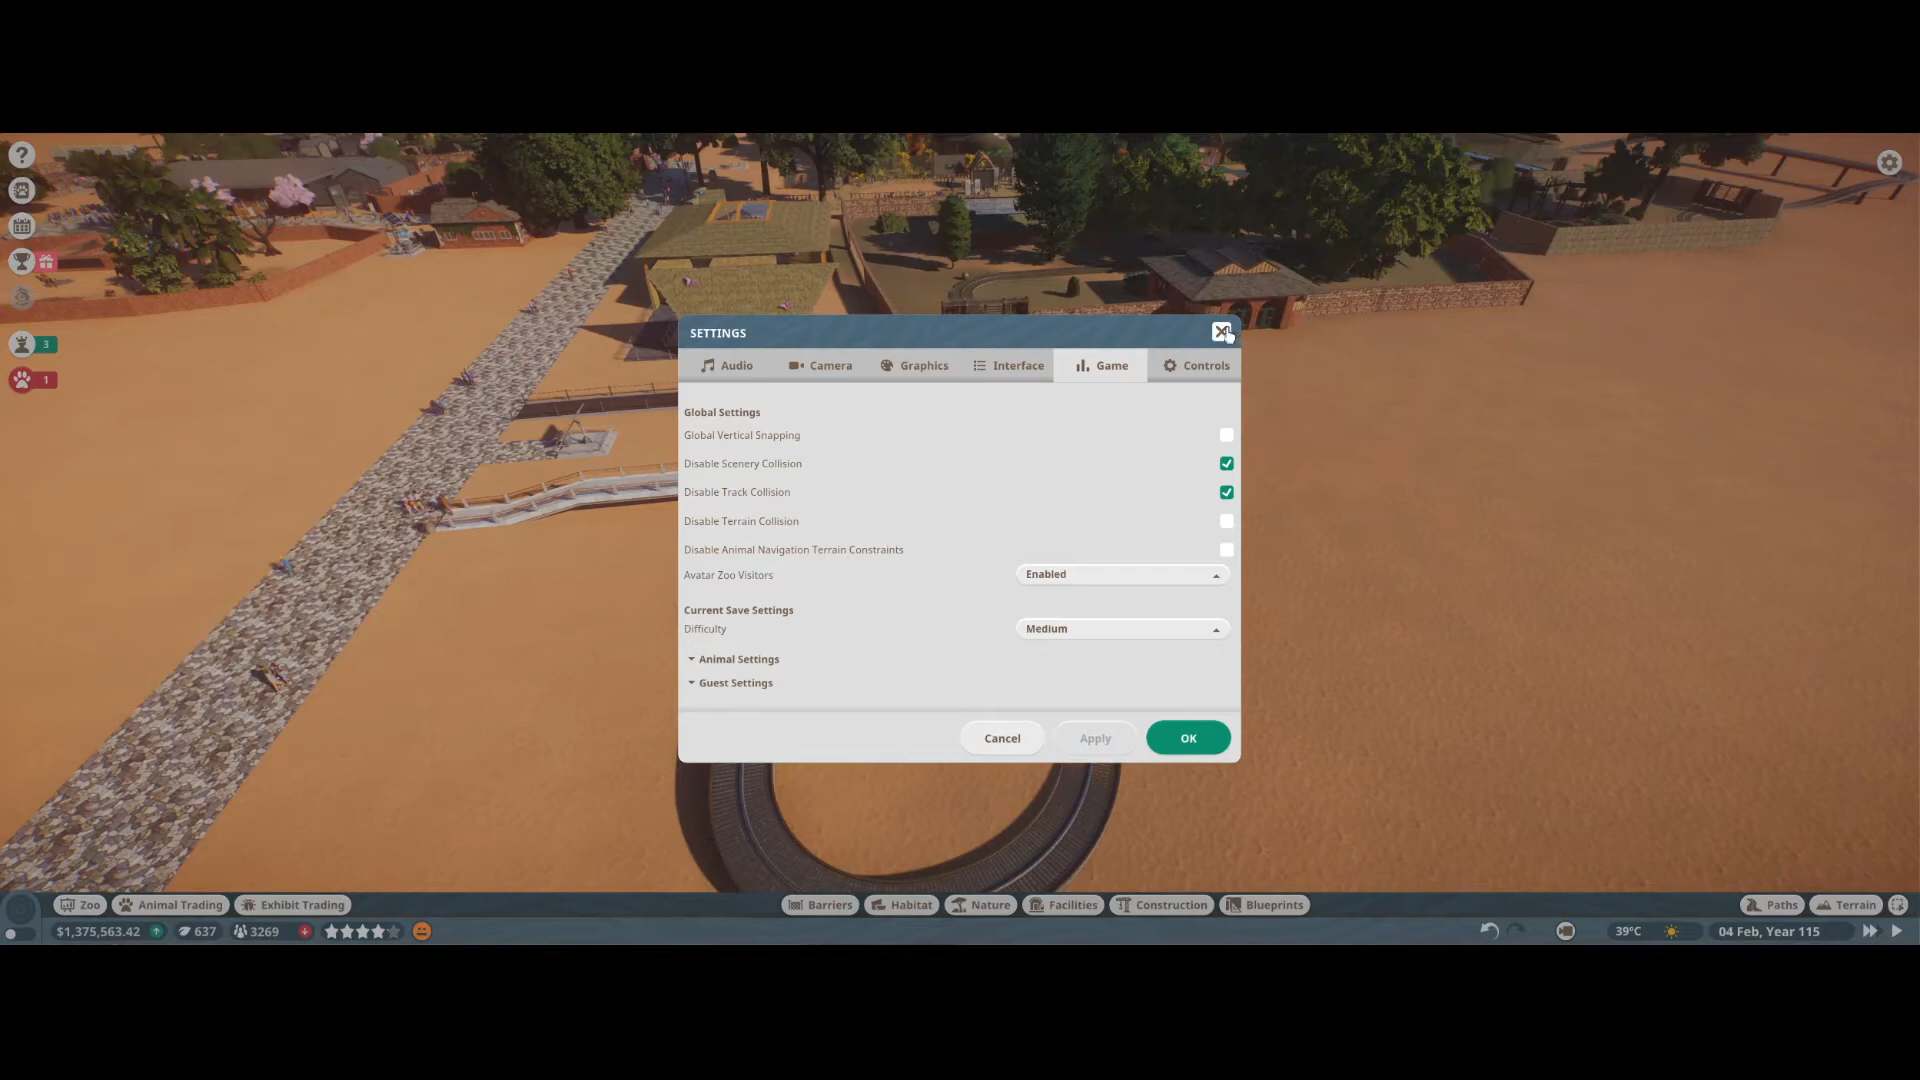 ?
SETTINGS
Audio Camera Graphics Interface Game Controls
3
1
Global Settings
Global Vertical Snapping
Disable Scenery Collision
Disable Track Collision
Disable Terrain Collision
Disable Animal Navigation Terrain Constraints
Avatar Zoo Visitors Enabled
Current Save Settings
Difficulty Medium
Animal Settings
Guest Settings
Cancel Apply OK
Zoo Animal Trading Exhibit Trading Barriers Habitat Nature Facilities Construction Blueprints Paths Terrain
$1,375,563.42 637 3269 39°C 04 Feb, Year 115